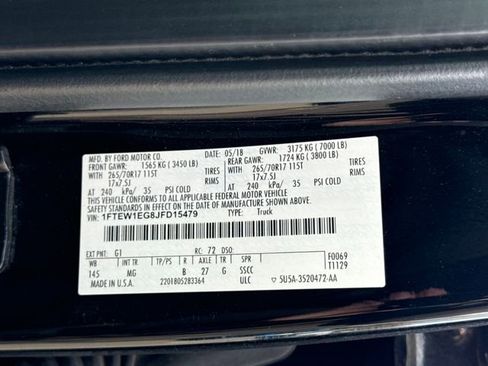 MFD. BY FORD MOTOR CO. 05/18 GVWR: 3175 KG ( 7000 LB)
FRONT GAWR: 1565 KG ( 3450 LB) REAR GAWR: 1724 KG ( 3800 LB)
WITH 265/70R17 115T TIRES WITH 265/70R17 115T TIRES
17x7.5J RIMS 17x7.5J RIMS
AT 240 kPa/ 35 PSI COLD AT 240 kPa/ 35 PSI COLD
THIS VEHICLE CONFORMS TO ALL APPLICABLE FEDERAL MOTOR VEHICLE
SAFETY STANDARDS IN EFFECT ON THE DATE OF MANUFACTURE SHOWN ABOVE.
VIN: 1FTEW1EG8JFD15479 TYPE: Truck
EXT PNT: G1 RC: 72 DSO: F0069
WB INT TR TP/PS R AXLE TR SPR T1129
145 MG B 27 G SSCC
MADE IN U.S.A. 2201805283364 ULC 5U5A-3520472-AA